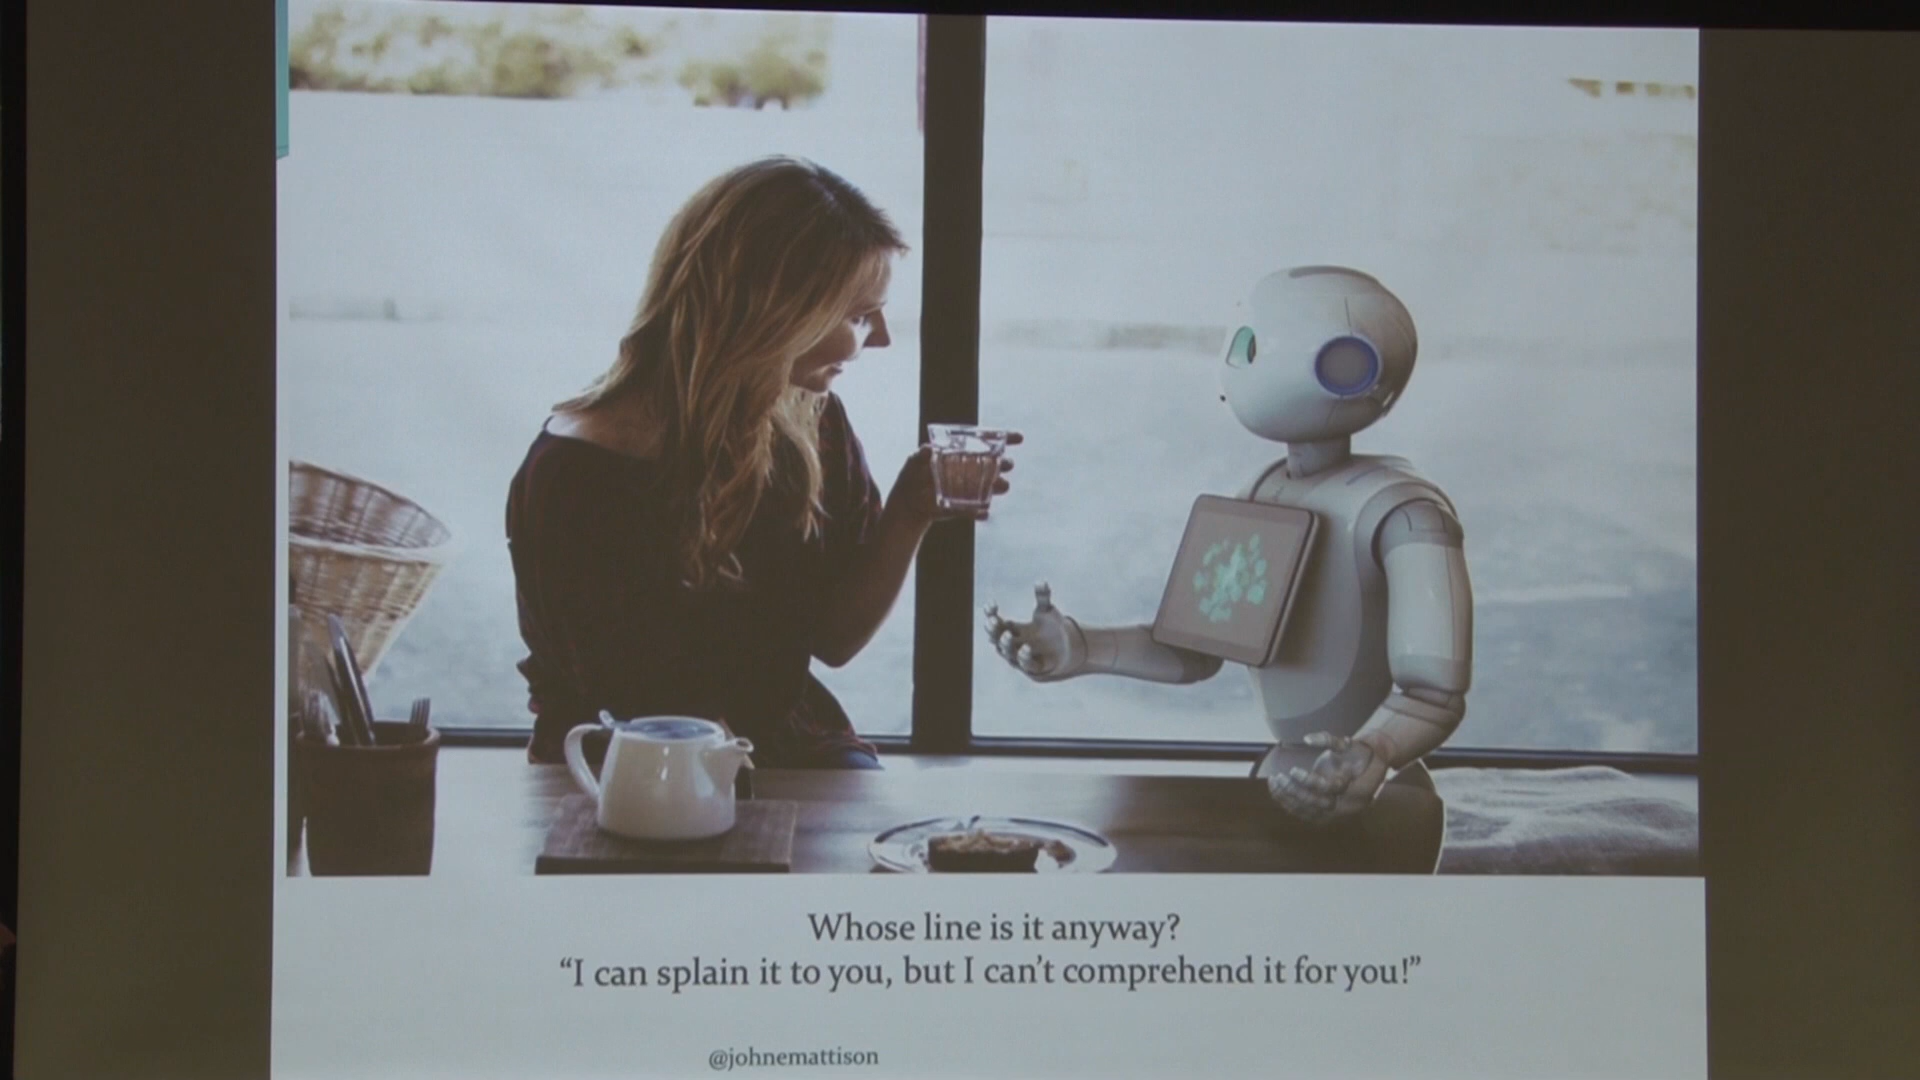 Whose line is it anyway?
“I can splain it to you, but I can’t comprehend it for you!”
@johnemattison